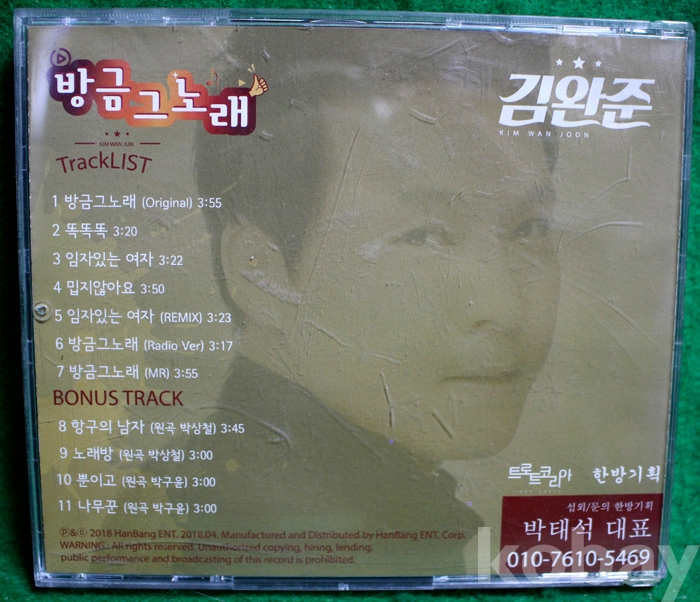 방금그노래
KIM WAN JUN
TrackLIST
김완준
KIM WAN JOON
1 방금그노래 (Original) 3:55
2 똑똑똑 3:20
3 임자있는 여자 3:22
4 밉지않아요 3:50
5 임자있는 여자 (REMIX) 3:23
6 방금그노래 (Radio Ver) 3:17
7 방금그노래 (MR) 3:55
BONUS TRACK
8 항구의 남자 (원곡 박상철) 3:45
9 노래방 (원곡 박상철) 3:00
10 뿐이고 (원곡 박구윤) 3:00
11 나무꾼 (원곡 박구윤) 3:00
℗&© 2018 HanBang ENT. 2018.04. Manufactured and Distributed by HanBang ENT, Corp.
WARNING : All rights reserved. Unauthorized copying, hiring, lending,
public performance and broadcasting of this record is prohibited.
트로트코리아 한방기획
섭외/문의 한방기획
박태석 대표
010-7610-5469